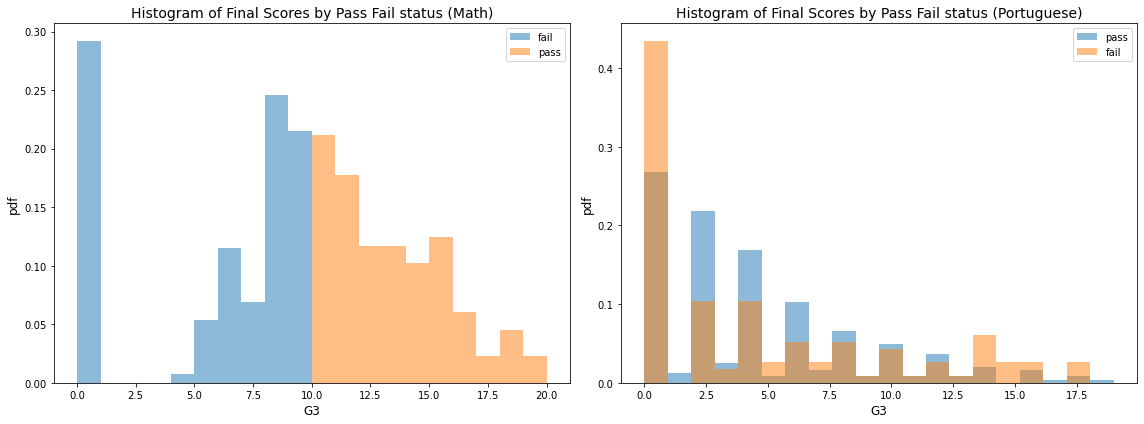 Histogram of Final Scores by Pass Fail status (Math)
fail
pass
0.30
0.25
0.20
0.15
0.10
0.05
0.00
pdf
0.0 2.5 5.0 7.5 10.0 12.5 15.0 17.5 20.0
G3
Histogram of Final Scores by Pass Fail status (Portuguese)
pass
fail
0.4
0.3
0.2
0.1
0.0
pdf
0.0 2.5 5.0 7.5 10.0 12.5 15.0 17.5
G3